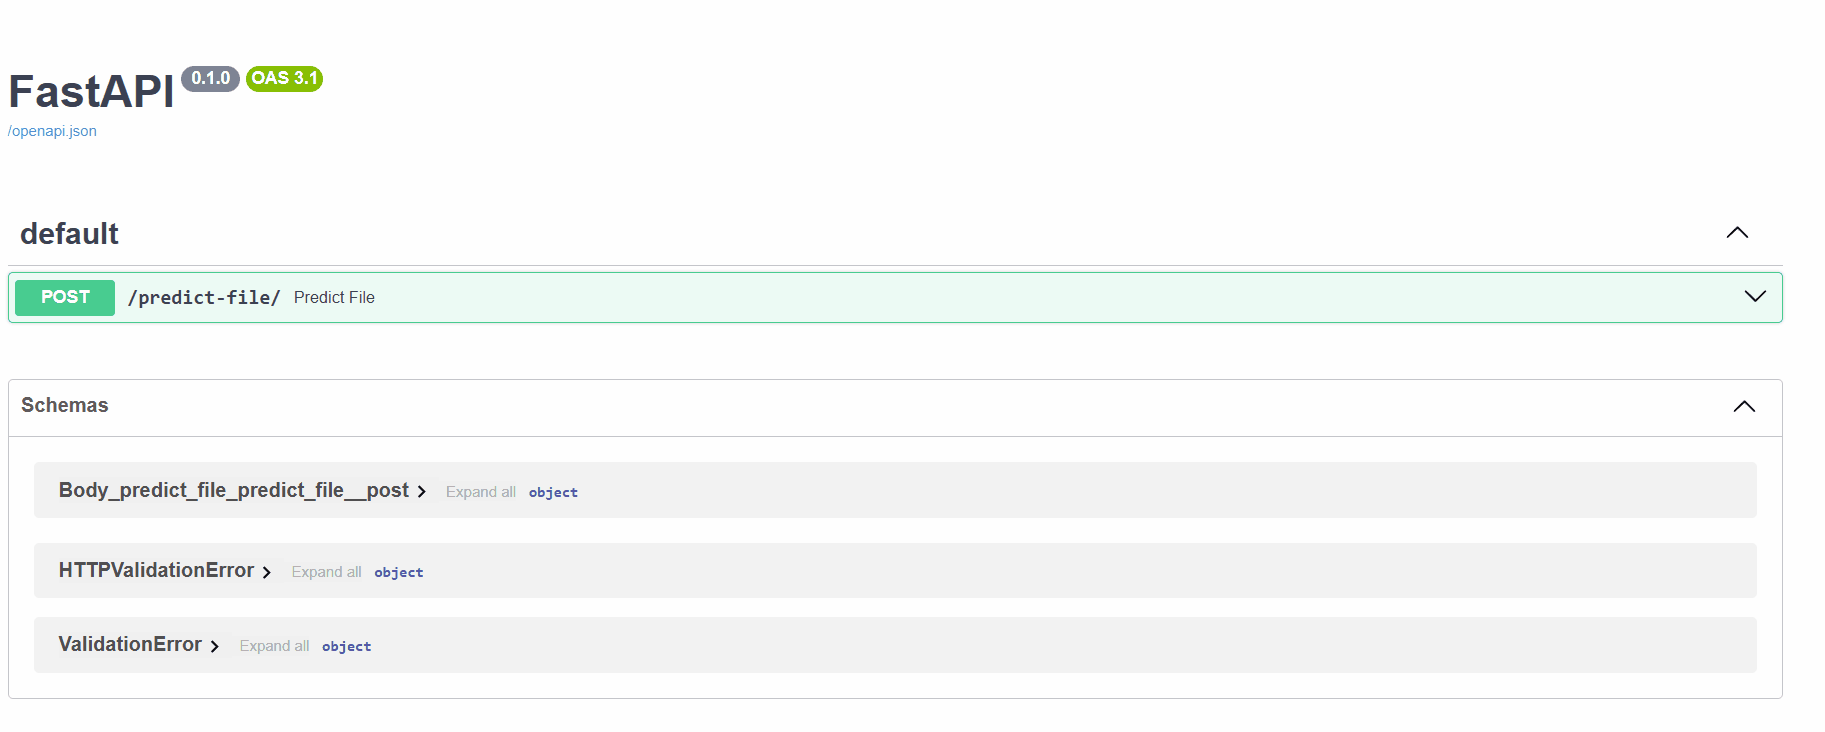 FastAPI 0.1.0 OAS 3.1
/openapi.json
default
POST /predict-file/ Predict File
Schemas
Body_predict_file_predict_file__post Expand all object
HTTPValidationError Expand all object
ValidationError Expand all object